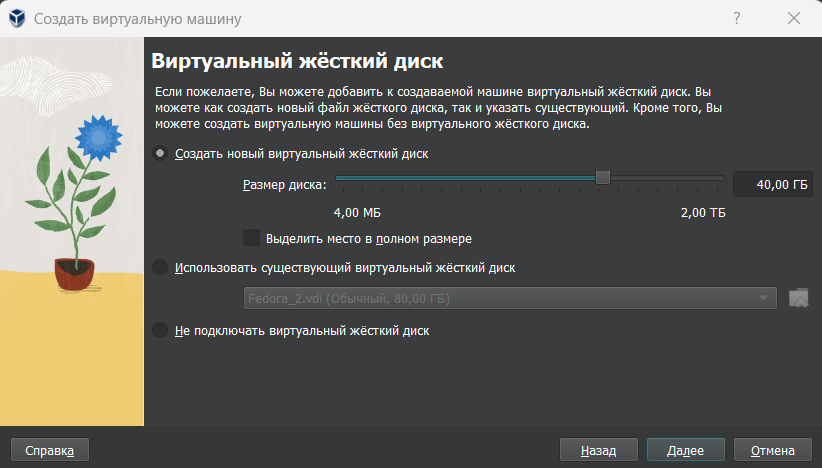 Создать виртуальную машину
?
Виртуальный жёсткий диск
Если пожелаете, Вы можете добавить к создаваемой машине виртуальный жёсткий диск. Вы
можете как создать новый файл жёсткого диска, так и указать существующий. Кроме того, Вы
можете создать виртуальную машины без виртуального жёсткого диска.
Создать новый виртуальный жёсткий диск
Размер диска:
40,00 ГБ
4,00 МБ
2,00 ТБ
Выделить место в полном размере
Использовать существующий виртуальный жёсткий диск
Fedora_2.vdi (Обычный, 80,00 ГБ)
Не подключать виртуальный жёсткий диск
Справка
Назад
Далее
Отмена